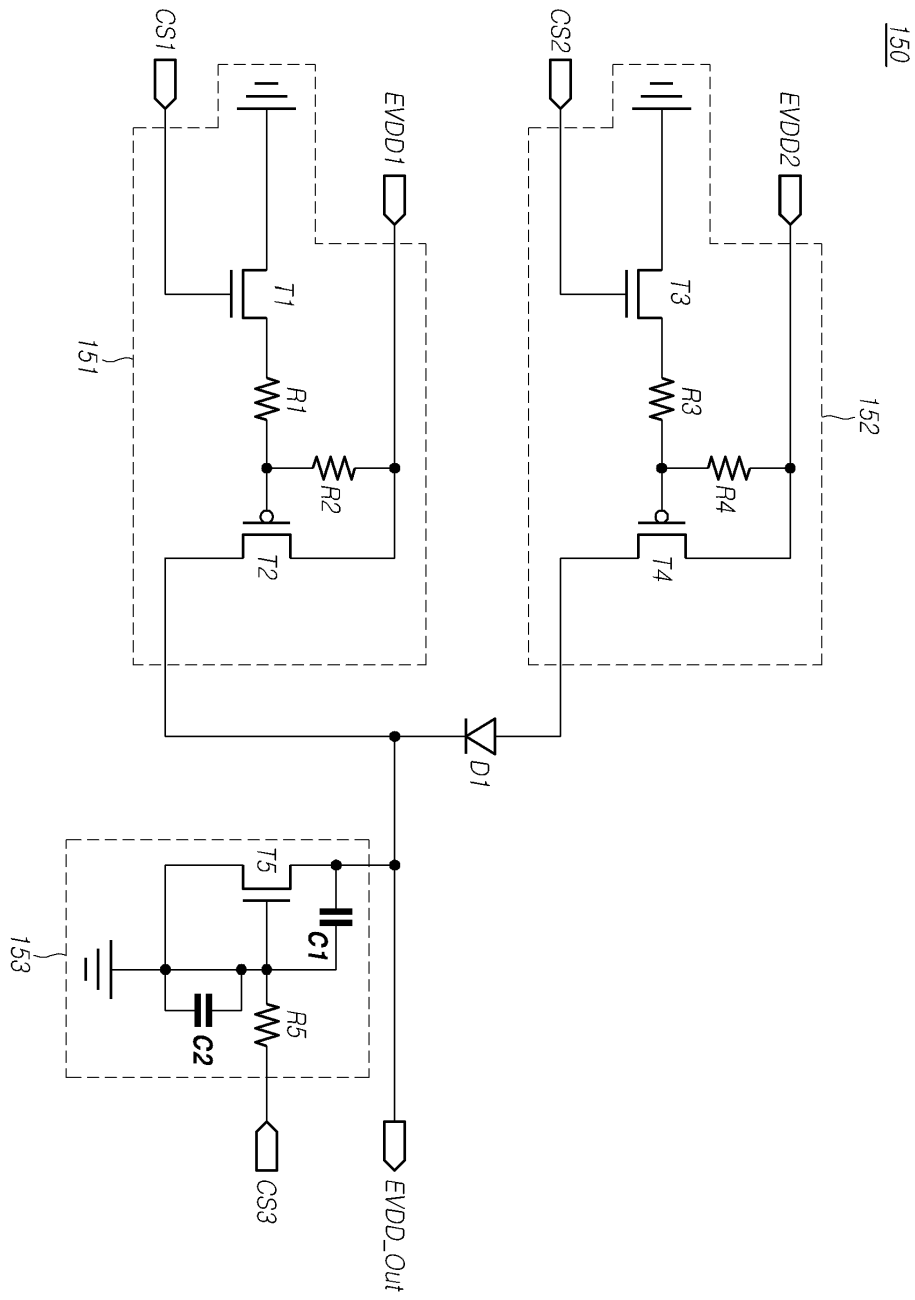 150
CS2
EVDD2
T3
R3
R4
T4
152
CS1
EVDD1
T1
R1
R2
T2
151
D1
T5
C1
C2
R5
153
CS3
EVDD_Out